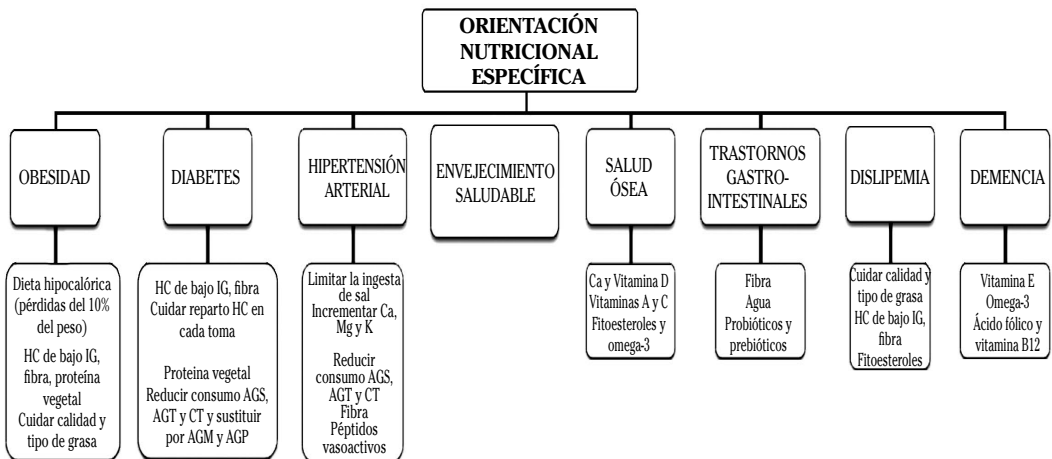 ORIENTACIÓN
NUTRICIONAL
ESPECÍFICA
OBESIDAD
DIABETES
HIPERTENSIÓN
ARTERIAL
ENVEJECIMIENTO
SALUDABLE
SALUD
ÓSEA
TRASTORNOS
GASTRO-
INTESTINALES
DISLIPEMIA
DEMENCIA
Dieta hipocalórica
(pérdidas del 10%
del peso)
HC de bajo IG,
fibra, proteína
vegetal
Cuidar calidad y
tipo de grasa
HC de bajo IG, fibra
Cuidar reparto HC en
cada toma
Proteina vegetal
Reducir consumo AGS,
AGT y CT y sustituir
por AGM y AGP
Limitar la ingesta
de sal
Incrementar Ca,
Mg y K
Reducir
consumo AGS,
AGT y CT
Fibra
Péptidos
vasoactivos
Ca y Vitamina D
Vitaminas A y C
Fitoesteroles y
omega-3
Fibra
Agua
Probióticos y
prebióticos
Cuidar calidad y
tipo de grasa
HC de bajo IG,
fibra
Fitoesteroles
Vitamina E
Omega-3
Ácido fólico y
vitamina B12